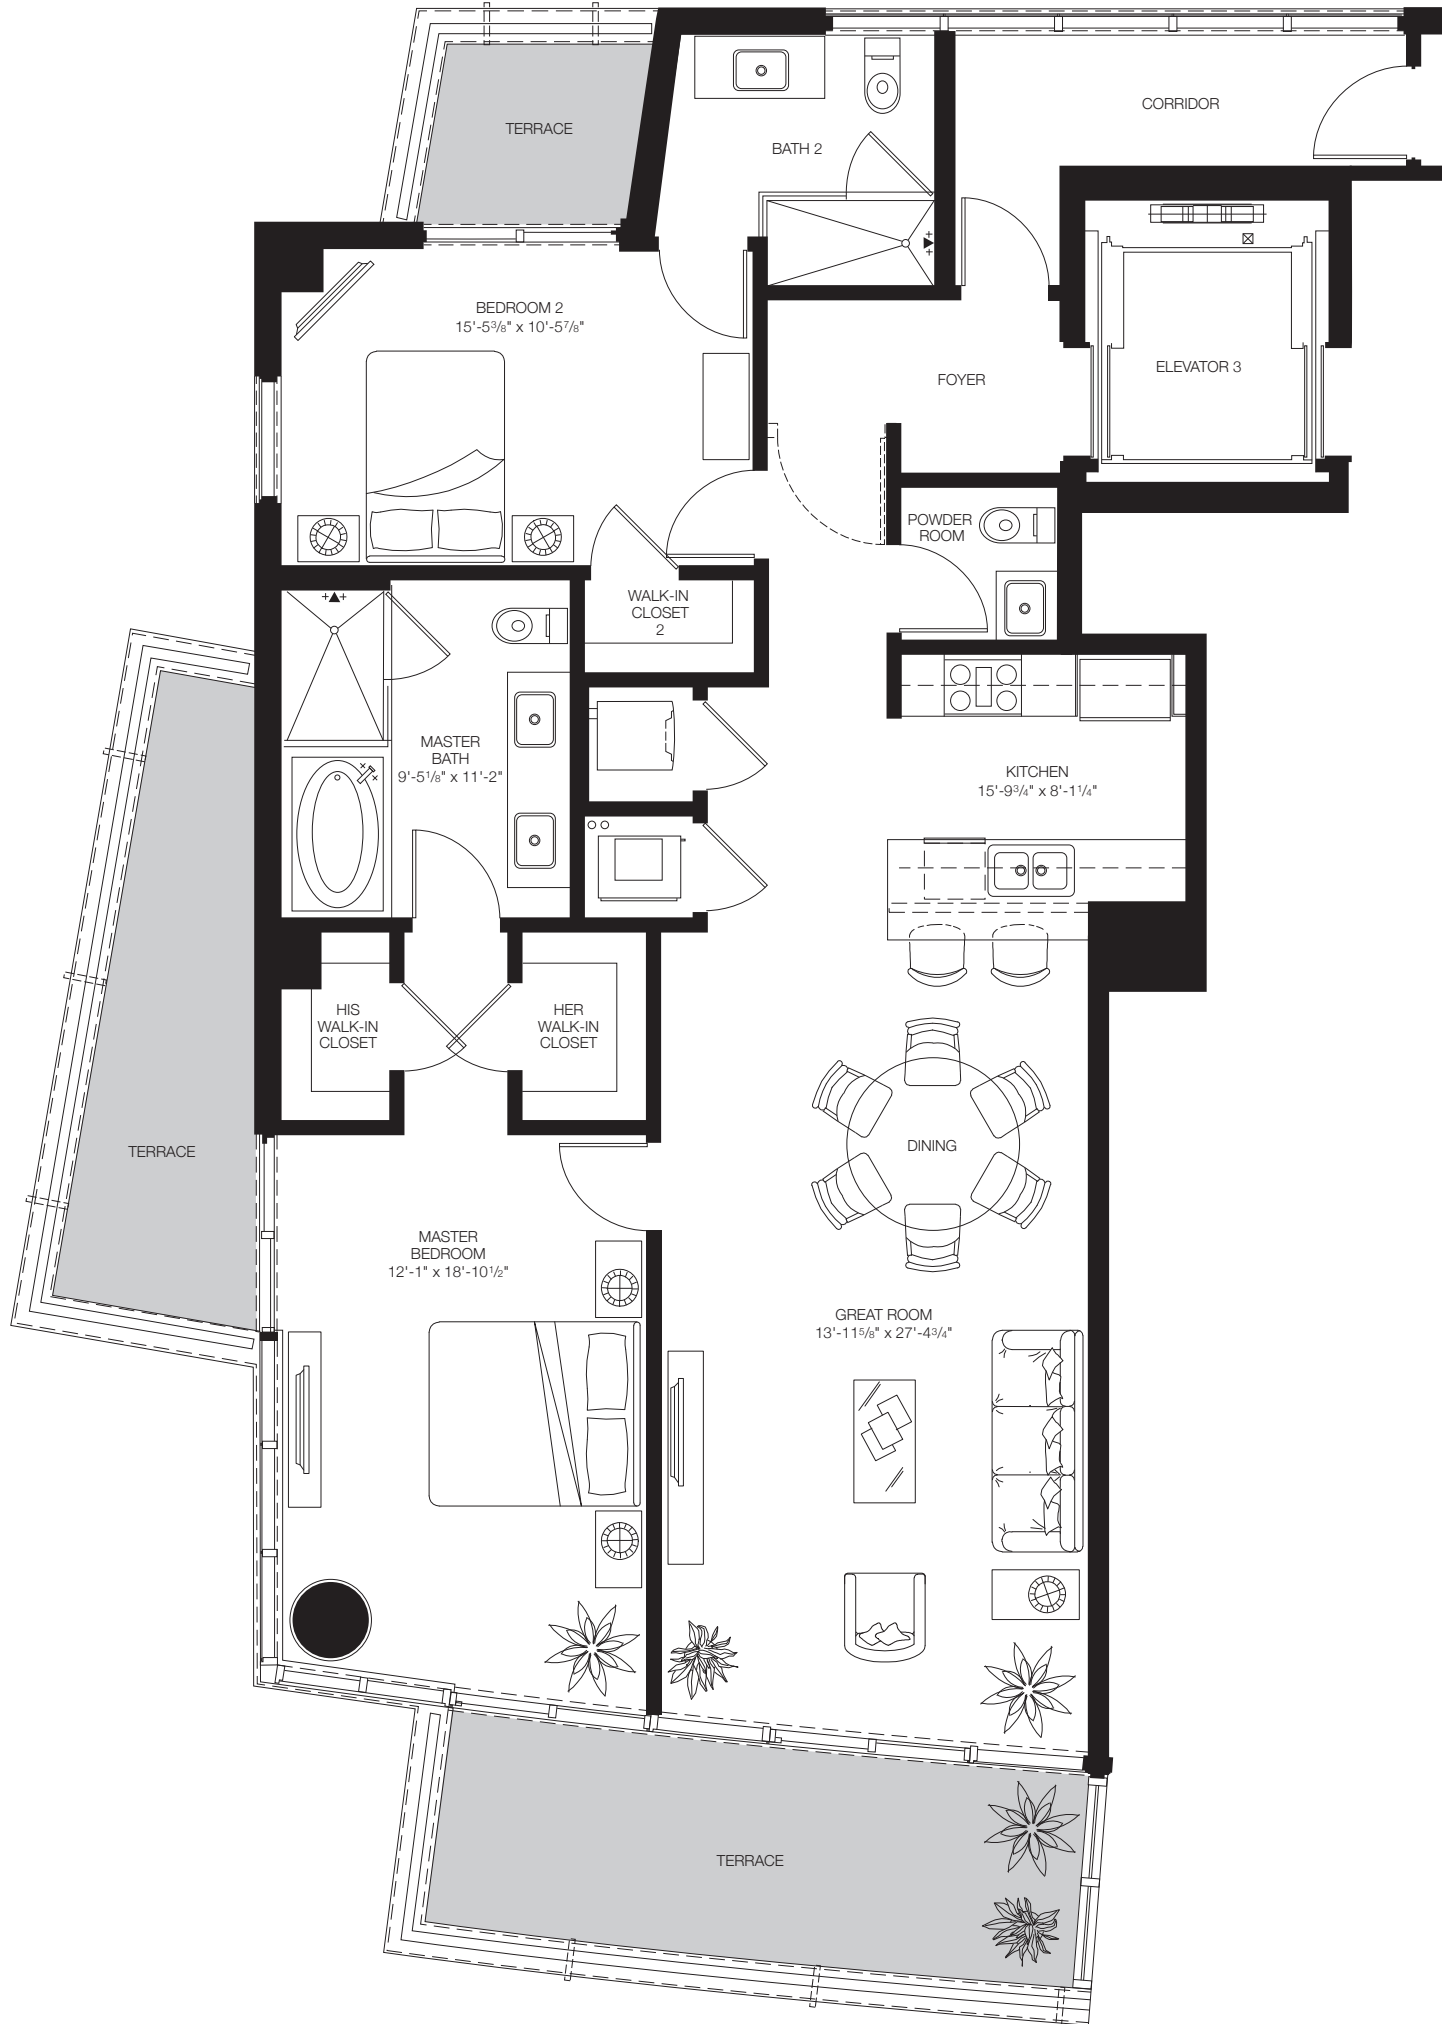 TERRACE
CORRIDOR
BATH 2
BEDROOM 2
15'-5³⁄₈" x 10'-5⁷⁄₈"
FOYER
ELEVATOR 3
POWDER
ROOM
WALK-IN
CLOSET
2
MASTER
BATH
9'-5¹⁄₈" x 11'-2"
KITCHEN
15'-9³⁄₄" x 8'-1¹⁄₄"
HIS
WALK-IN
CLOSET
HER
WALK-IN
CLOSET
TERRACE
DINING
MASTER
BEDROOM
12'-1" x 18'-10¹⁄₂"
GREAT ROOM
13'-11⁵⁄₈" x 27'-4³⁄₄"
TERRACE